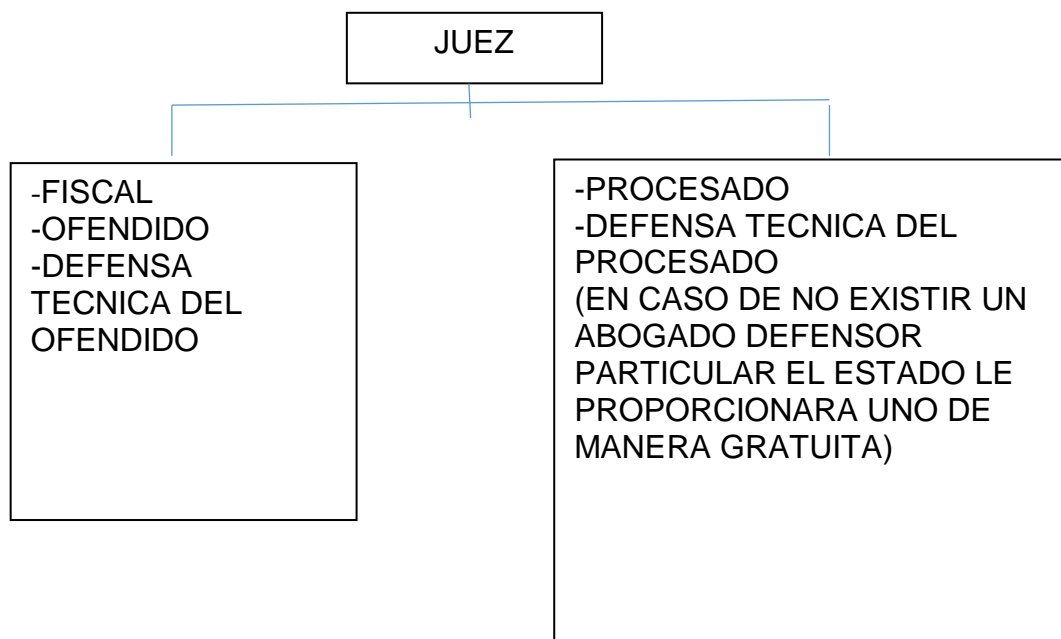 JUEZ
-FISCAL
-OFENDIDO
-DEFENSA
TECNICA DEL
OFENDIDO
-PROCESADO
-DEFENSA TECNICA DEL
PROCESADO
(EN CASO DE NO EXISTIR UN
ABOGADO DEFENSOR
PARTICULAR EL ESTADO LE
PROPORCIONARA UNO DE
MANERA GRATUITA)